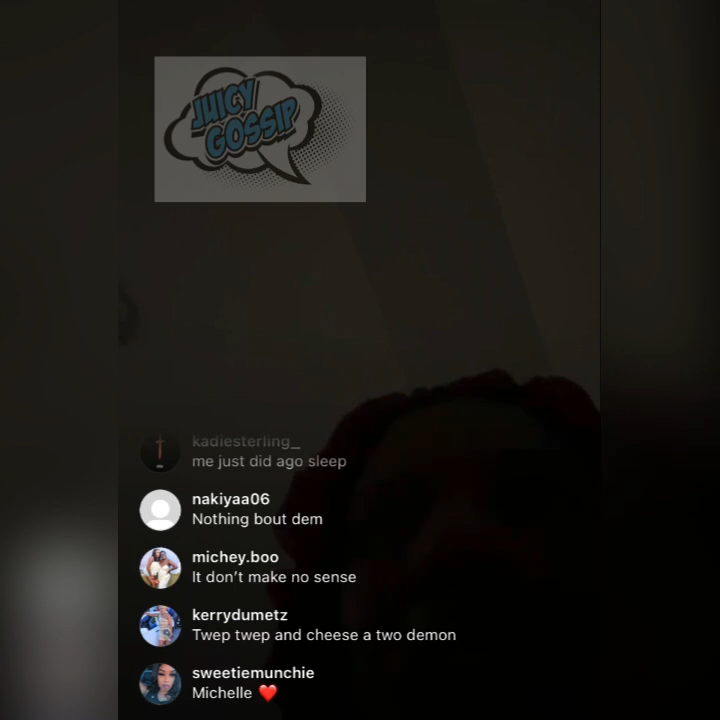 JUICY
GOSSIP
kadiesterling_
me just did ago sleep
nakiyaa06
Nothing bout dem
michey.boo
It don’t make no sense
kerrydumetz
Twep twep and cheese a two demon
sweetiemunchie
Michelle ❤️